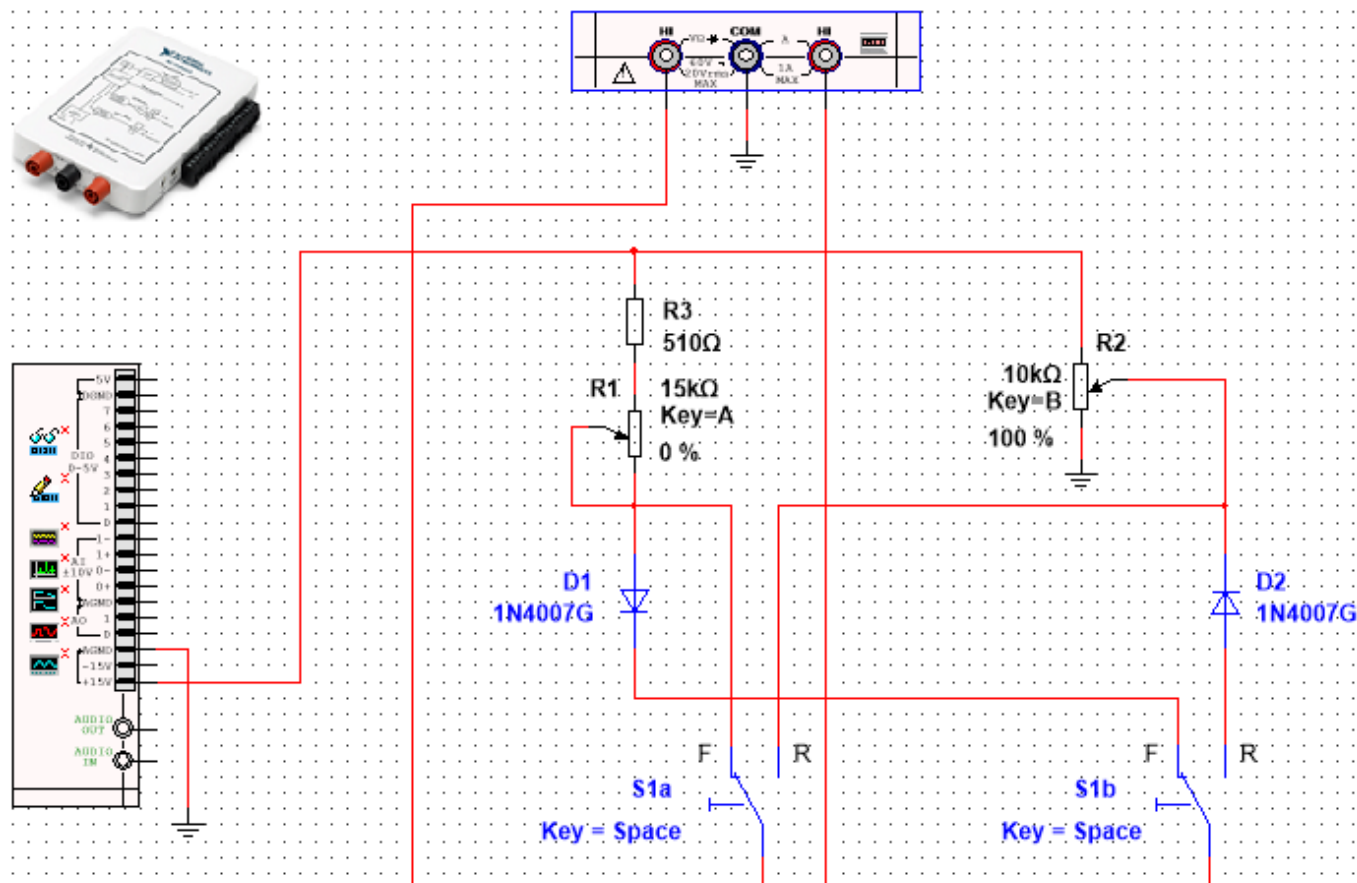 HI
COM
HI
VΩ
A
60V
20Vrms
MAX
1A
MAX
R3
510Ω
R1
15kΩ
Key=A
0 %
R2
10kΩ
Key=B
100 %
5V
DGND
7
6
5
4
3
2
1
0
DIO
0-5V
1-
1+
0-
0+
AI
±10V
AGND
1
0
AO
AGND
-15V
+15V
AUDIO
OUT
AUDIO
IN
D1
1N4007G
D2
1N4007G
F
R
S1a
Key = Space
F
R
S1b
Key = Space